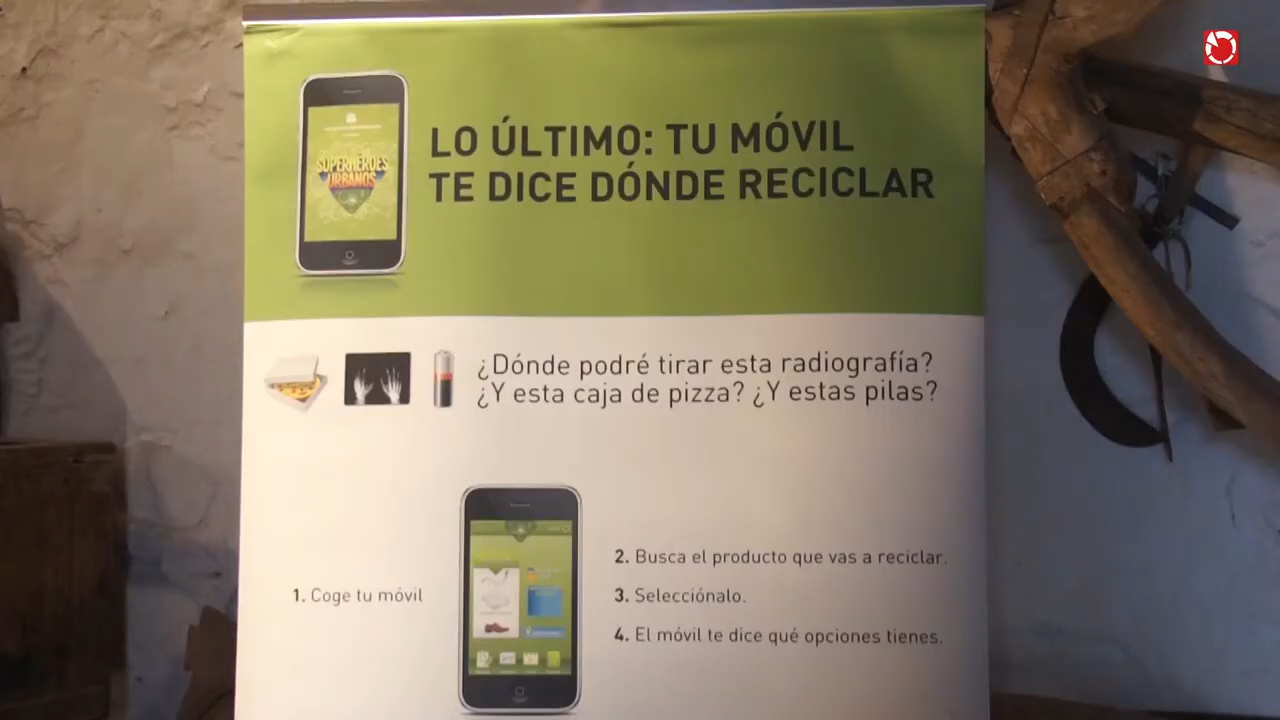 LO ÚLTIMO: TU MÓVIL
TE DICE DÓNDE RECICLAR
SUPERHÉROES
URBANOS
¿Dónde podré tirar esta radiografía?
¿Y esta caja de pizza? ¿Y estas pilas?
1. Coge tu móvil
2. Busca el producto que vas a reciclar.
3. Selecciónalo.
4. El móvil te dice qué opciones tienes.